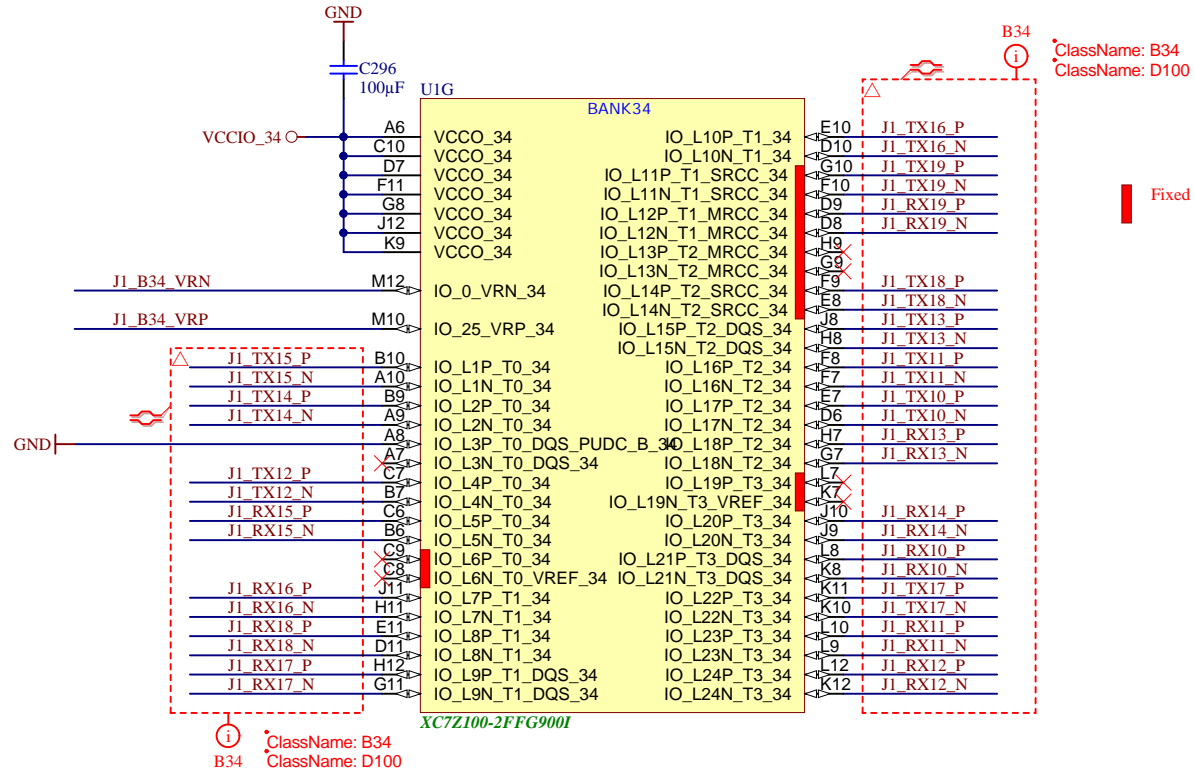 GND
C296
100µF
U1G
BANK34
VCCIO_34
A6 VCCO_34
C10 VCCO_34
D7 VCCO_34
F11 VCCO_34
G8 VCCO_34
J12 VCCO_34
K9 VCCO_34
J1_B34_VRN M12 IO_0_VRN_34
J1_B34_VRP M10 IO_25_VRP_34
J1_TX15_P B10 IO_L1P_T0_34
J1_TX15_N A10 IO_L1N_T0_34
J1_TX14_P B9 IO_L2P_T0_34
J1_TX14_N A9 IO_L2N_T0_34
GND A8 IO_L3P_T0_DQS_PUDC_B_34
A7 IO_L3N_T0_DQS_34
J1_TX12_P C7 IO_L4P_T0_34
J1_TX12_N B7 IO_L4N_T0_34
J1_RX15_P C6 IO_L5P_T0_34
J1_RX15_N B6 IO_L5N_T0_34
C9 IO_L6P_T0_34
C8 IO_L6N_T0_VREF_34
J1_RX16_P J11 IO_L7P_T1_34
J1_RX16_N H11 IO_L7N_T1_34
J1_RX18_P E11 IO_L8P_T1_34
J1_RX18_N D11 IO_L8N_T1_34
J1_RX17_P H12 IO_L9P_T1_DQS_34
J1_RX17_N G11 IO_L9N_T1_DQS_34
IO_L10P_T1_34 E10 J1_TX16_P
IO_L10N_T1_34 D10 J1_TX16_N
IO_L11P_T1_SRCC_34 G10 J1_TX19_P
IO_L11N_T1_SRCC_34 F10 J1_TX19_N
IO_L12P_T1_MRCC_34 D9 J1_RX19_P
IO_L12N_T1_MRCC_34 D8 J1_RX19_N
IO_L13P_T2_MRCC_34 H9
IO_L13N_T2_MRCC_34 G9
IO_L14P_T2_SRCC_34 F9 J1_TX18_P
IO_L14N_T2_SRCC_34 E8 J1_TX18_N
IO_L15P_T2_DQS_34 J8 J1_TX13_P
IO_L15N_T2_DQS_34 H8 J1_TX13_N
IO_L16P_T2_34 F8 J1_TX11_P
IO_L16N_T2_34 F7 J1_TX11_N
IO_L17P_T2_34 E7 J1_TX10_P
IO_L17N_T2_34 D6 J1_TX10_N
IO_L18P_T2_34 H7 J1_RX13_P
IO_L18N_T2_34 G7 J1_RX13_N
IO_L19P_T3_34 L7
IO_L19N_T3_VREF_34 K7
IO_L20P_T3_34 J10 J1_RX14_P
IO_L20N_T3_34 J9 J1_RX14_N
IO_L21P_T3_DQS_34 L8 J1_RX10_P
IO_L21N_T3_DQS_34 K8 J1_RX10_N
IO_L22P_T3_34 K11 J1_TX17_P
IO_L22N_T3_34 K10 J1_TX17_N
IO_L23P_T3_34 L10 J1_RX11_P
IO_L23N_T3_34 L9 J1_RX11_N
IO_L24P_T3_34 L12 J1_RX12_P
IO_L24N_T3_34 K12 J1_RX12_N
XC7Z100-2FFG900I
B34
i
ClassName: B34
ClassName: D100
Fixed
i
B34
ClassName: B34
ClassName: D100